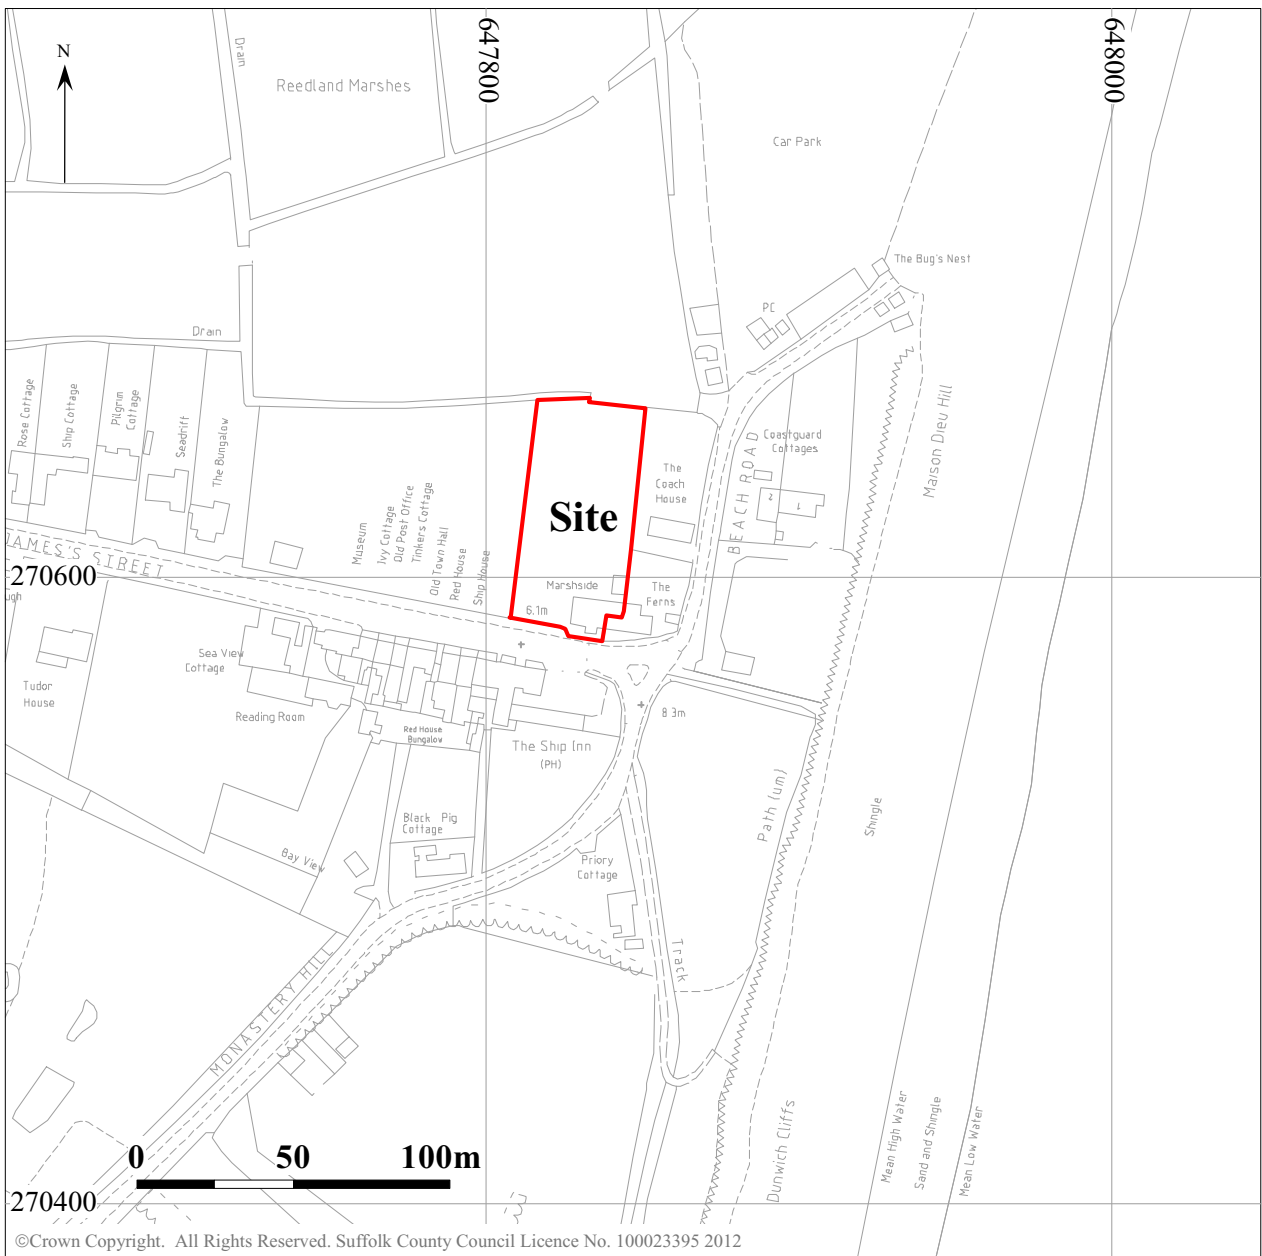 N
647800
648000
Drain
Reedland Marshes
Car Park
The Bug's Nest
PC
Drain
Rose Cottage
Ship Cottage
Pilgrim
Cottage
Seadrift
The Bungalow
Maison Dieu Hill
Coastguard
Cottages
BEACH ROAD
The
Coach
House
Site
Museum
Ivy Cottage
Old Post Office
Tinkers Cottage
Old Town Hall
Red House
Ship House
JAMES'S STREET
270600
Marshside
The
Ferns
6.1m
ugh
Sea View
Cottage
Tudor
House
Reading Room
Red House
Bungalow
The Ship Inn
(PH)
8.3m
Path (um)
Shingle
Black Pig
Cottage
Bay View
Priory
Cottage
Track
MONASTERY HILL
Dunwich Cliffs
Mean High Water
Sand and Shingle
Mean Low Water
0 50 100m
270400
©Crown Copyright. All Rights Reserved. Suffolk County Council Licence No. 100023395 2012